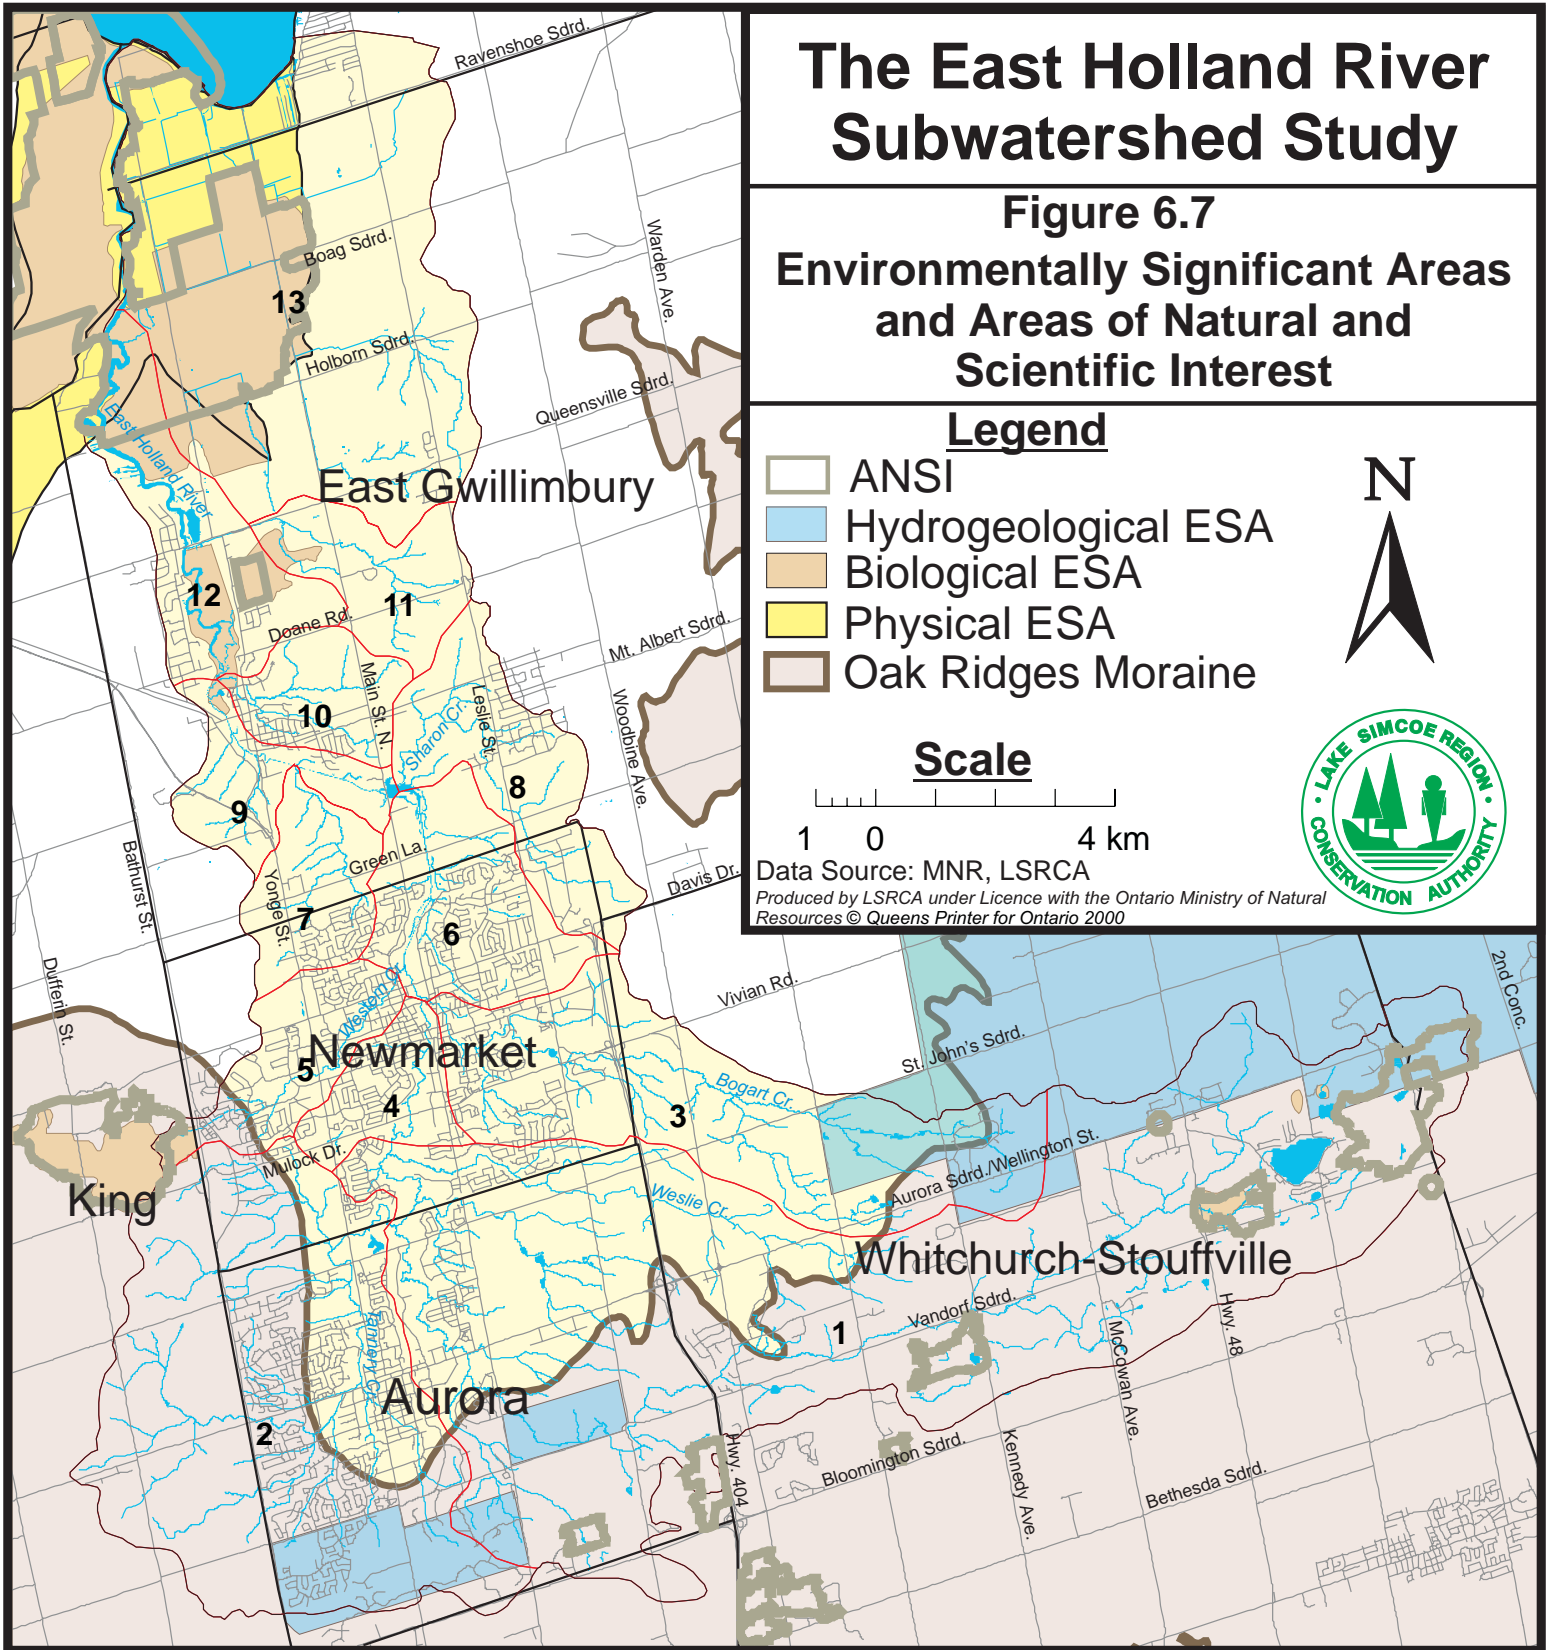 The East Holland River
Subwatershed Study
Figure 6.7
Environmentally Significant Areas
and Areas of Natural and
Scientific Interest
Legend
ANSI
Hydrogeological ESA
Biological ESA
Physical ESA
Oak Ridges Moraine
N
Scale
1 0 4 km
Data Source: MNR, LSRCA
Produced by LSRCA under Licence with the Ontario Ministry of Natural
Resources © Queens Printer for Ontario 2000
LAKE SIMCOE REGION
CONSERVATION AUTHORITY
Ravenshoe Sdrd.
Warden Ave.
Boag Sdrd.
13
Holborn Sdrd.
Queensville Sdrd.
East Holland River
East Gwillimbury
12
11
Doane Rd.
Mt. Albert Sdrd.
Main St. N.
Leslie St.
Woodbine Ave.
10
Sharon Cr.
8
9
Green La.
Bathurst St.
Yonge St.
Davis Dr.
7
6
Dufferin St.
Western Cr.
Vivian Rd.
2nd Conc.
St. John's Sdrd.
Newmarket
5
4
3
Bogart Cr.
Mulock Dr.
Aurora Sdrd./Wellington St.
King
Weslie Cr.
Whitchurch-Stouffville
Vandorf Sdrd.
1
Hwy. 48
McCowan Ave.
Tannery Cr.
Aurora
2
Hwy. 404
Bloomington Sdrd.
Kennedy Ave.
Bethesda Sdrd.